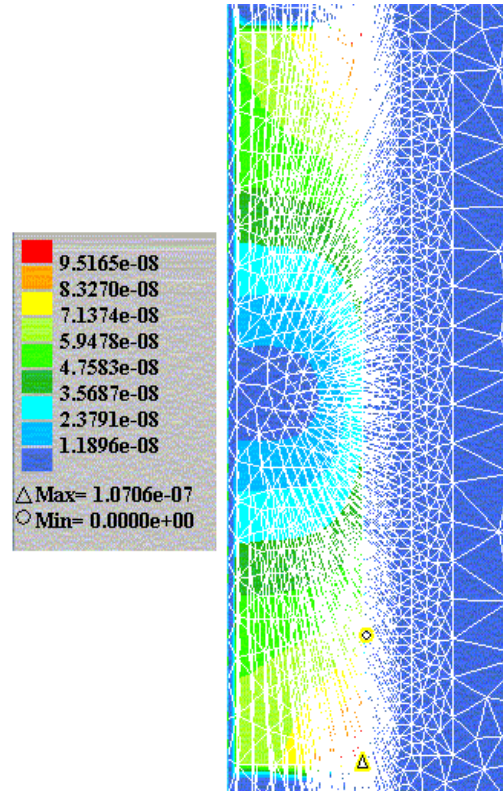 9.5165e-08
8.3270e-08
7.1374e-08
5.9478e-08
4.7583e-08
3.5687e-08
2.3791e-08
1.1896e-08
△ Max= 1.0706e-07
○ Min= 0.0000e+00